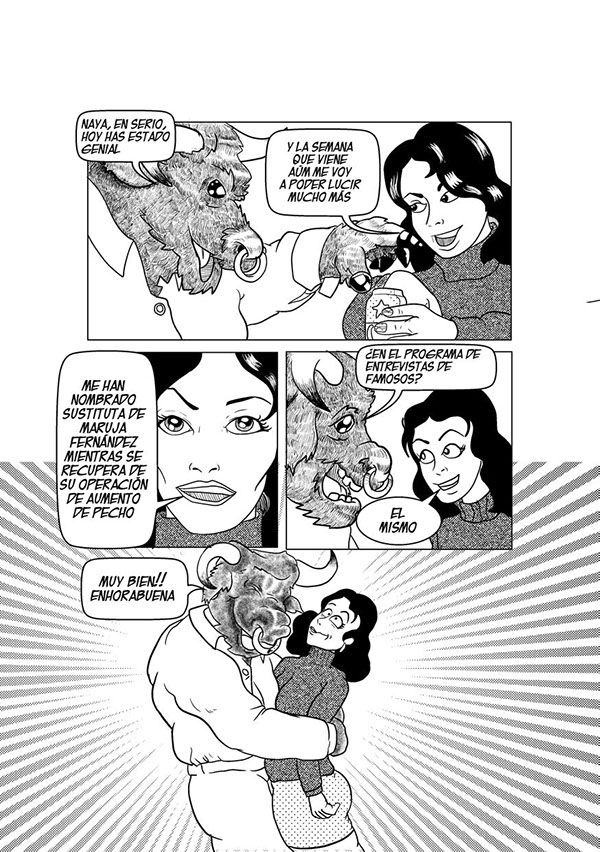 NAYA, EN SERIO,
HOY HAS ESTADO
GENIAL
Y LA SEMANA
QUE VIENE
AÚM ME VOY
A PODER LUCIR
MUCHO MÁS
ME HAN
NOMBRADO
SUSTITUTA DE
MARUJA
FERNÁNDEZ
MIENTRAS SE
RECUPERA DE
SU OPERACIÓN
DE AUMENTO
DE PECHO
¿EN EL PROGRAMA DE
ENTREVISTAS DE
FAMOSOS?
EL
MISMO
MUY BIEN!!
ENHORABUENA